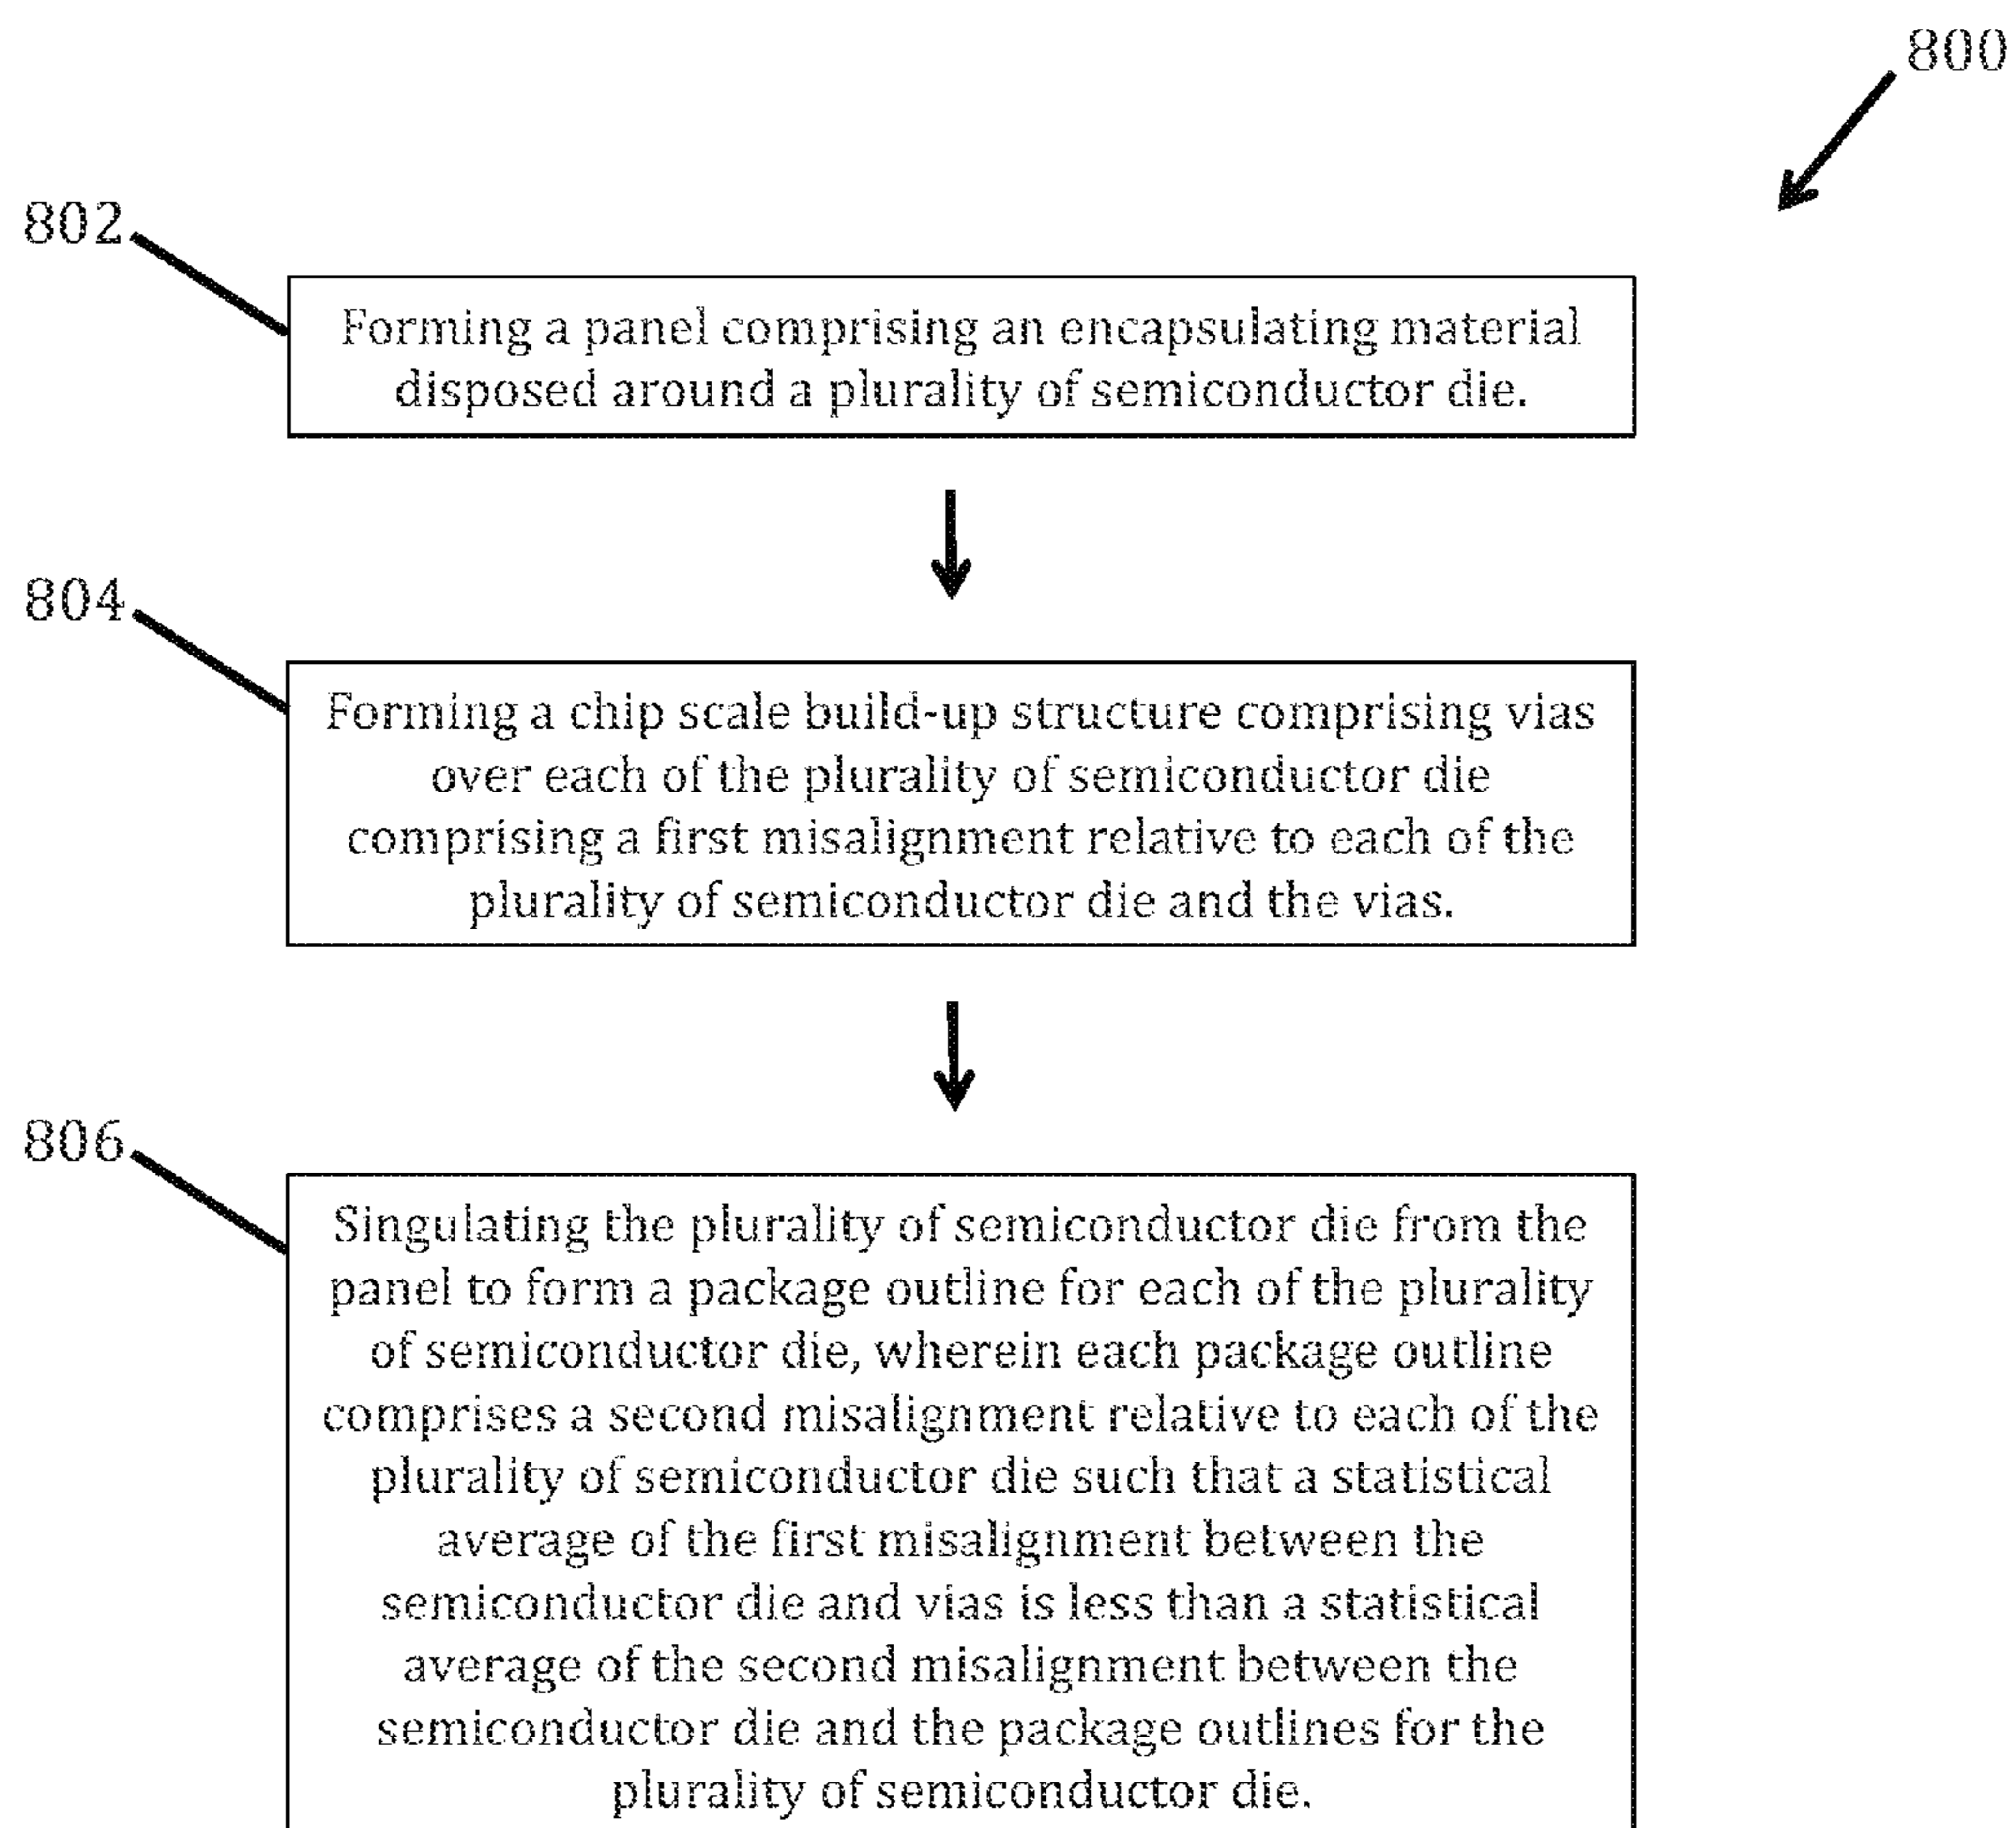 800
802
Forming a panel comprising an encapsulating material
disposed around a plurality of semiconductor die.
804
Forming a chip scale build-up structure comprising vias
over each of the plurality of semiconductor die
comprising a first misalignment relative to each of the
plurality of semiconductor die and the vias.
806
Singulating the plurality of semiconductor die from the
panel to form a package outline for each of the plurality
of semiconductor die, wherein each package outline
comprises a second misalignment relative to each of the
plurality of semiconductor die such that a statistical
average of the first misalignment between the
semiconductor die and vias is less than a statistical
average of the second misalignment between the
semiconductor die and the package outlines for the
plurality of semiconductor die.